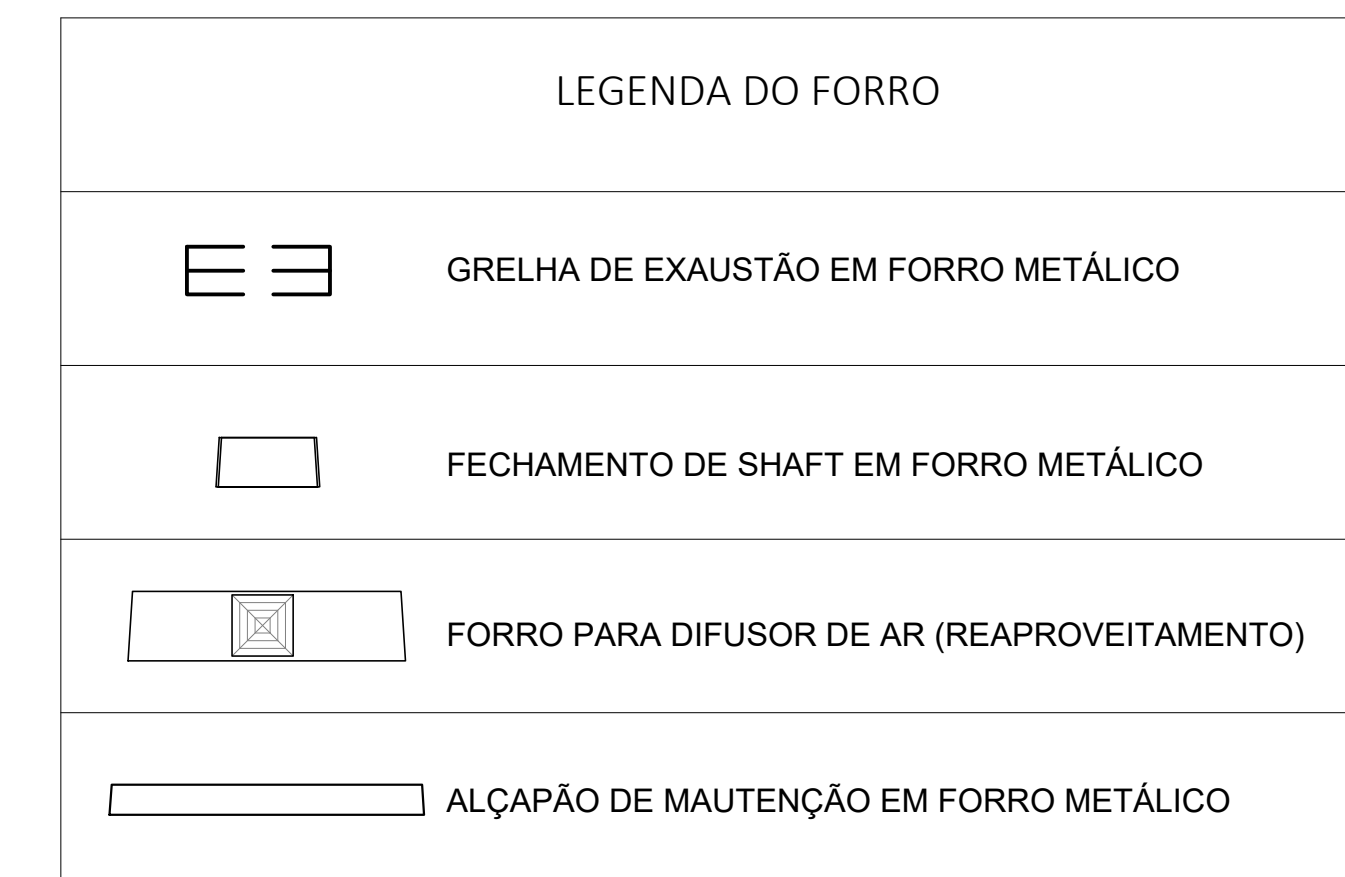 LEGENDA DO FORRO
GRELHA DE EXAUSTÃO EM FORRO METÁLICO
FECHAMENTO DE SHAFT EM FORRO METÁLICO
FORRO PARA DIFUSOR DE AR (REAPROVEITAMENTO)
ALÇAPÃO DE MAUTENÇÃO EM FORRO METÁLICO